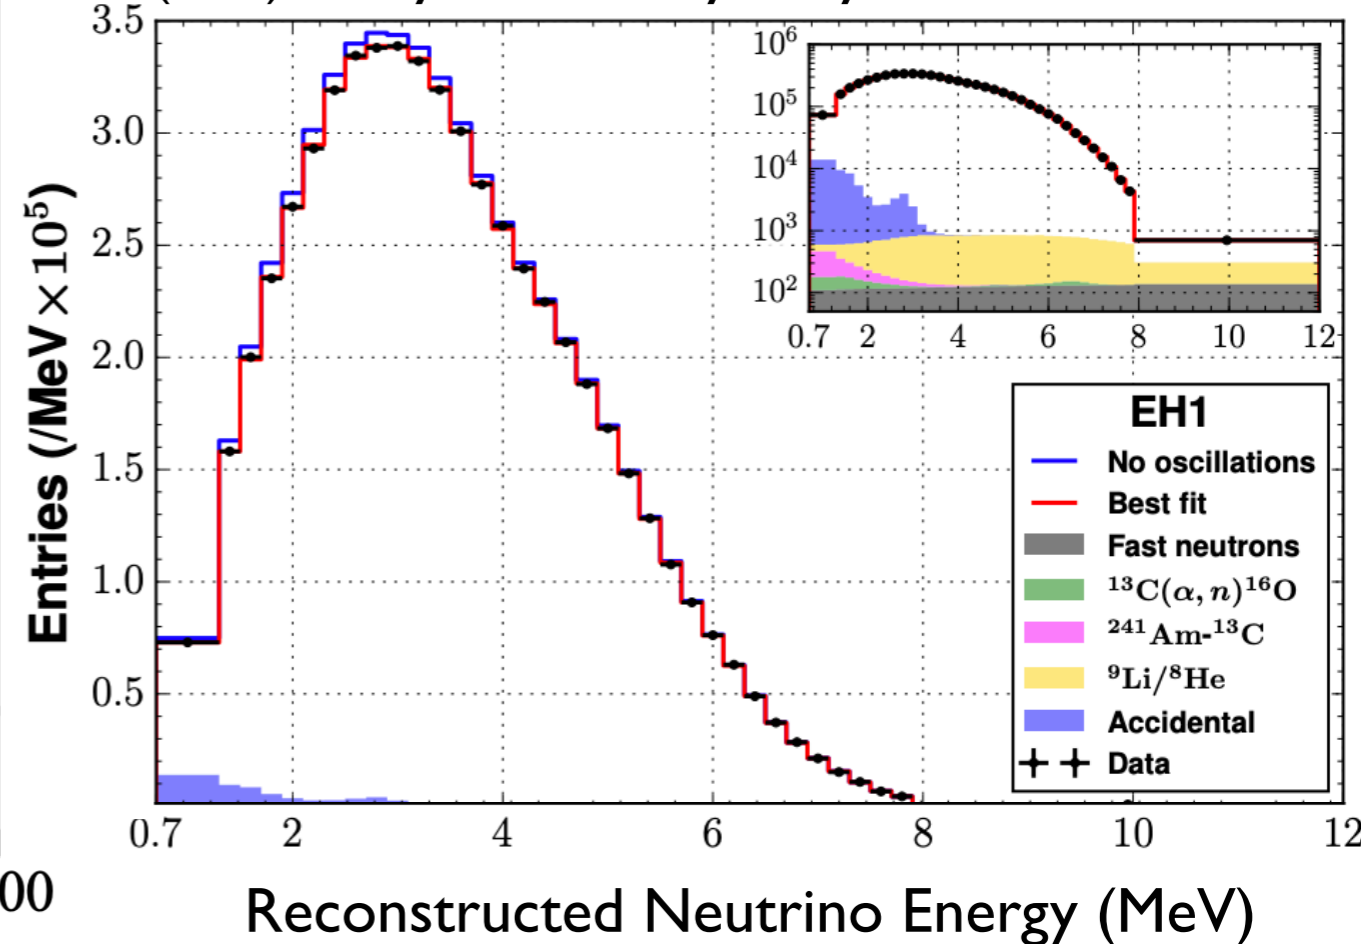 3.5
3.0
2.5
2.0
1.5
1.0
0.5
0.7 2 4 6 8 10 12
Entries (/MeV×10⁵)
Reconstructed Neutrino Energy (MeV)
00
10⁶
10⁵
10⁴
10³
10²
0.7 2 4 6 8 10 12
EH1
No oscillations
Best fit
Fast neutrons
¹³C(α, n)¹⁶O
²⁴¹Am-¹³C
⁹Li/⁸He
Accidental
Data